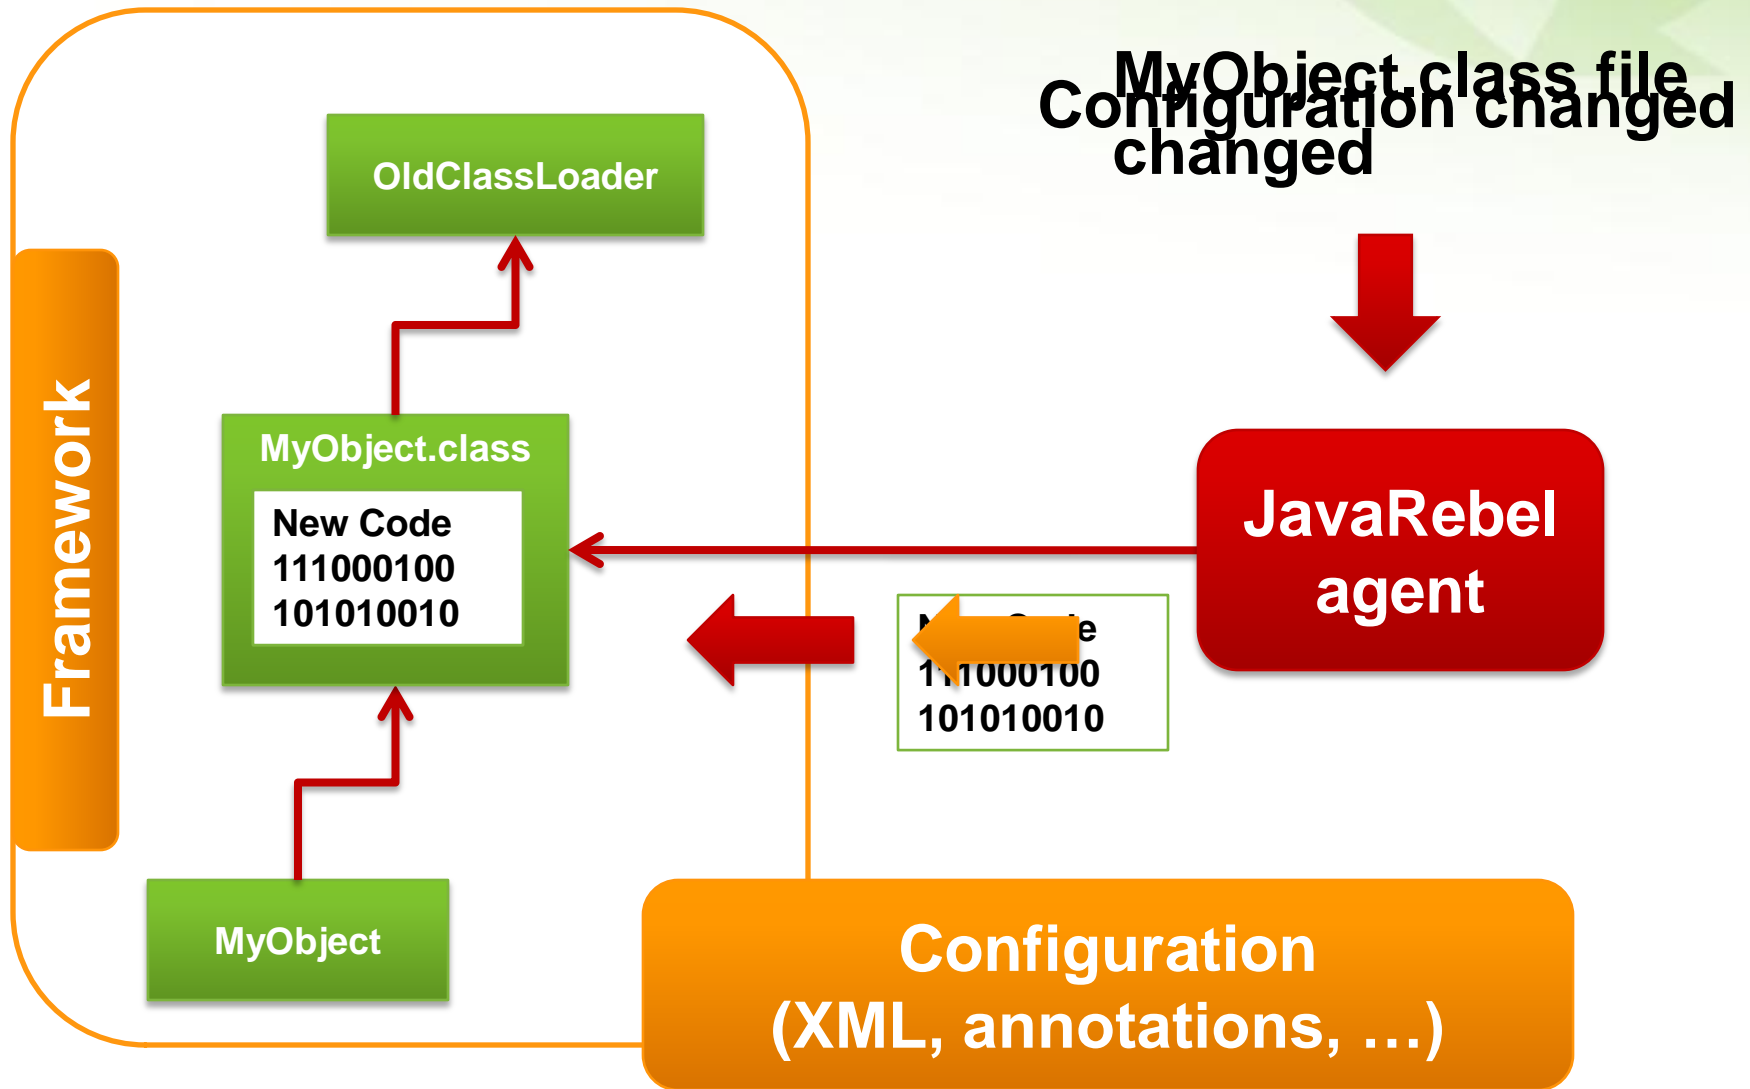 MyObject.class file
changed
Configuration changed
OldClassLoader
Framework
MyObject.class
New Code
111000100
101010010
JavaRebel
agent
111000100
101010010
MyObject
Configuration
(XML, annotations, …)